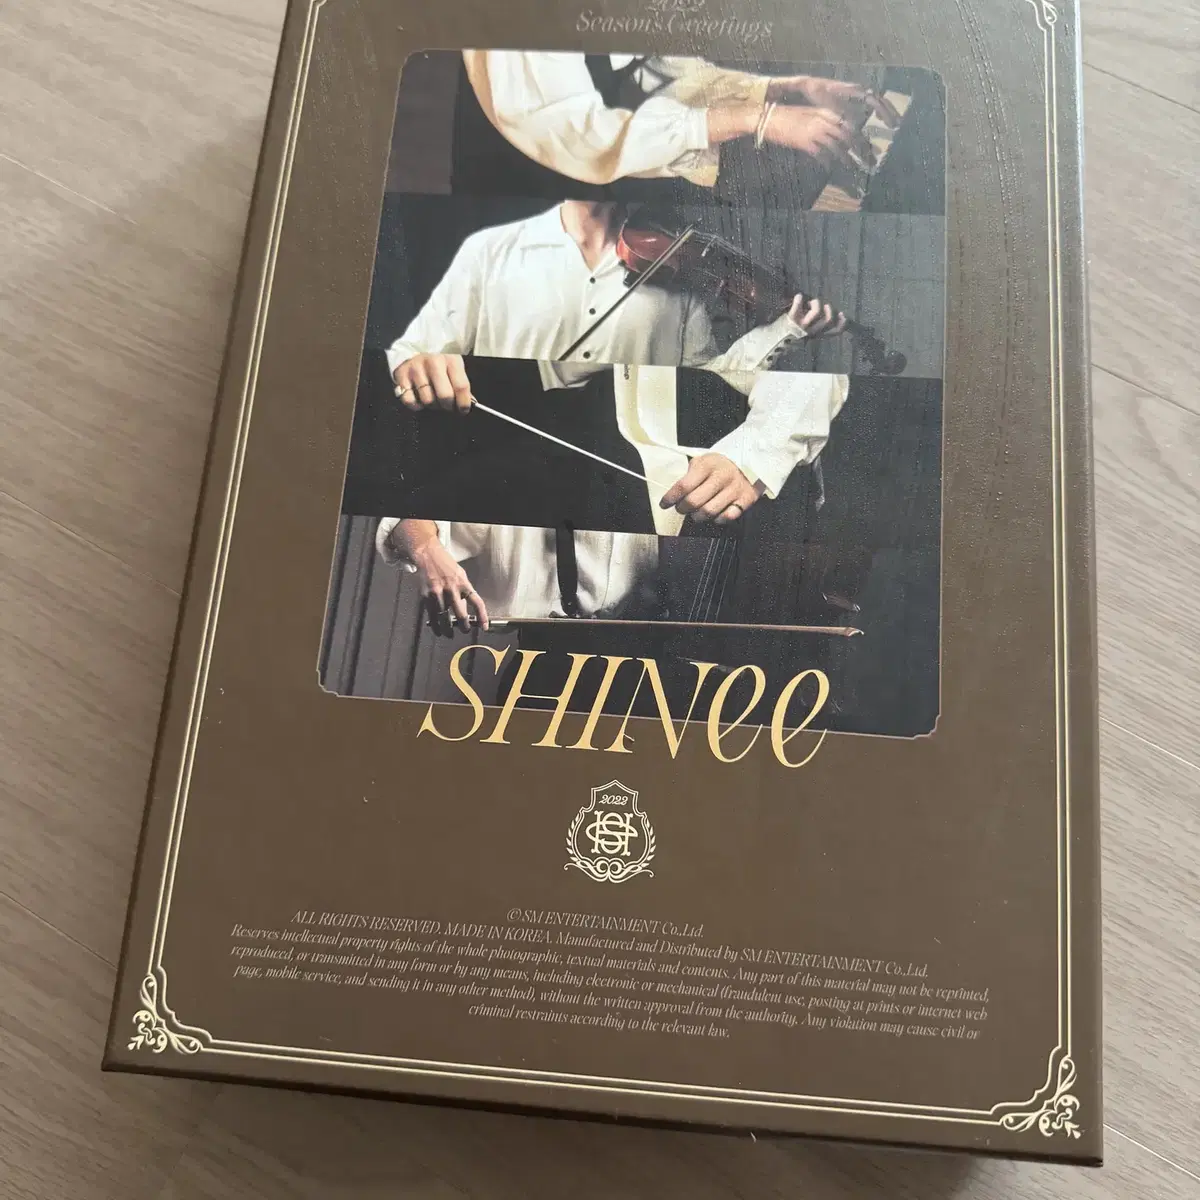 2022
Season's Greetings
SHINee
2022
© SM ENTERTAINMENT Co.,Ltd.
ALL RIGHTS RESERVED. MADE IN KOREA. Manufactured and Distributed by SM ENTERTAINMENT Co.,Ltd.
Reserves intellectual property rights of the whole photographic, textual materials and contents. Any part of this material may not be reprinted,
reproduced, or transmitted in any form or by any means, including electronic or mechanical (fraudulent use, posting at prints or internet web
page, mobile service, and sending it in any other method), without the written approval from the authority. Any violation may cause civil or
criminal restraints according to the relevant law.